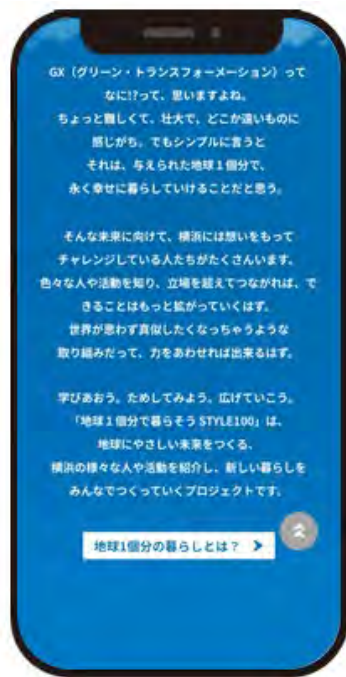 GX（グリーン・トランスフォーメーション）って
なに!?って、思いますよね。
ちょっと難しくて、壮大で、どこか遠いものに
感じがち。でもシンプルに言うと
それは、与えられた地球１個分で、
永く幸せに暮らしていけることだと思う。
そんな未来に向けて、横浜には想いをもって
チャレンジしている人たちがたくさんいます。
色々な人や活動を知り、立場を超えてつながれば、で
きることはもっと拡がっていくはず。
世界が思わず真似したくなっちゃうような
取り組みだって、力をあわせれば出来るはず。
学びあおう。ためしてみよう。広げていこう。
「地球１個分で暮らそう STYLE100」は、
地球にやさしい未来をつくる、
横浜の様々な人や活動を紹介し、新しい暮らしを
みんなでつくっていくプロジェクトです。
地球1個分の暮らしとは？